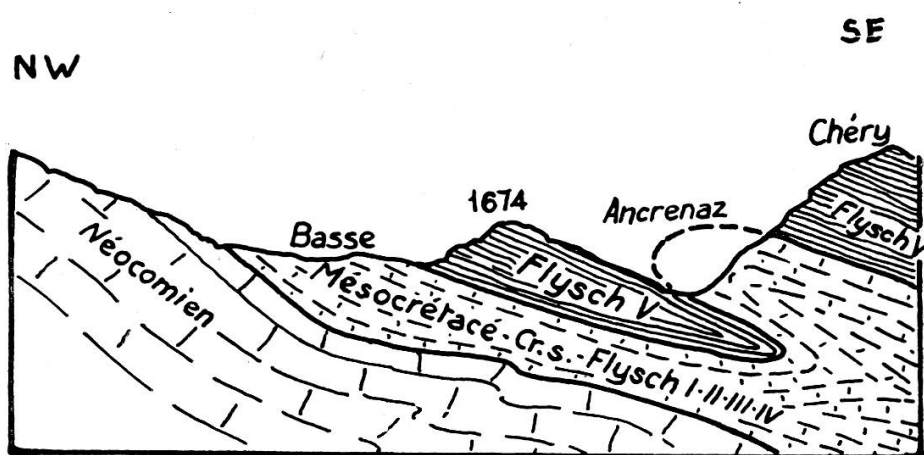 NW
SE
Chéry
1674
Ancrenaz
Flysch
Basse
Néocomien
Flysch V
Mésocrétacé-Cr.s.-Flysch I-II-III-IV